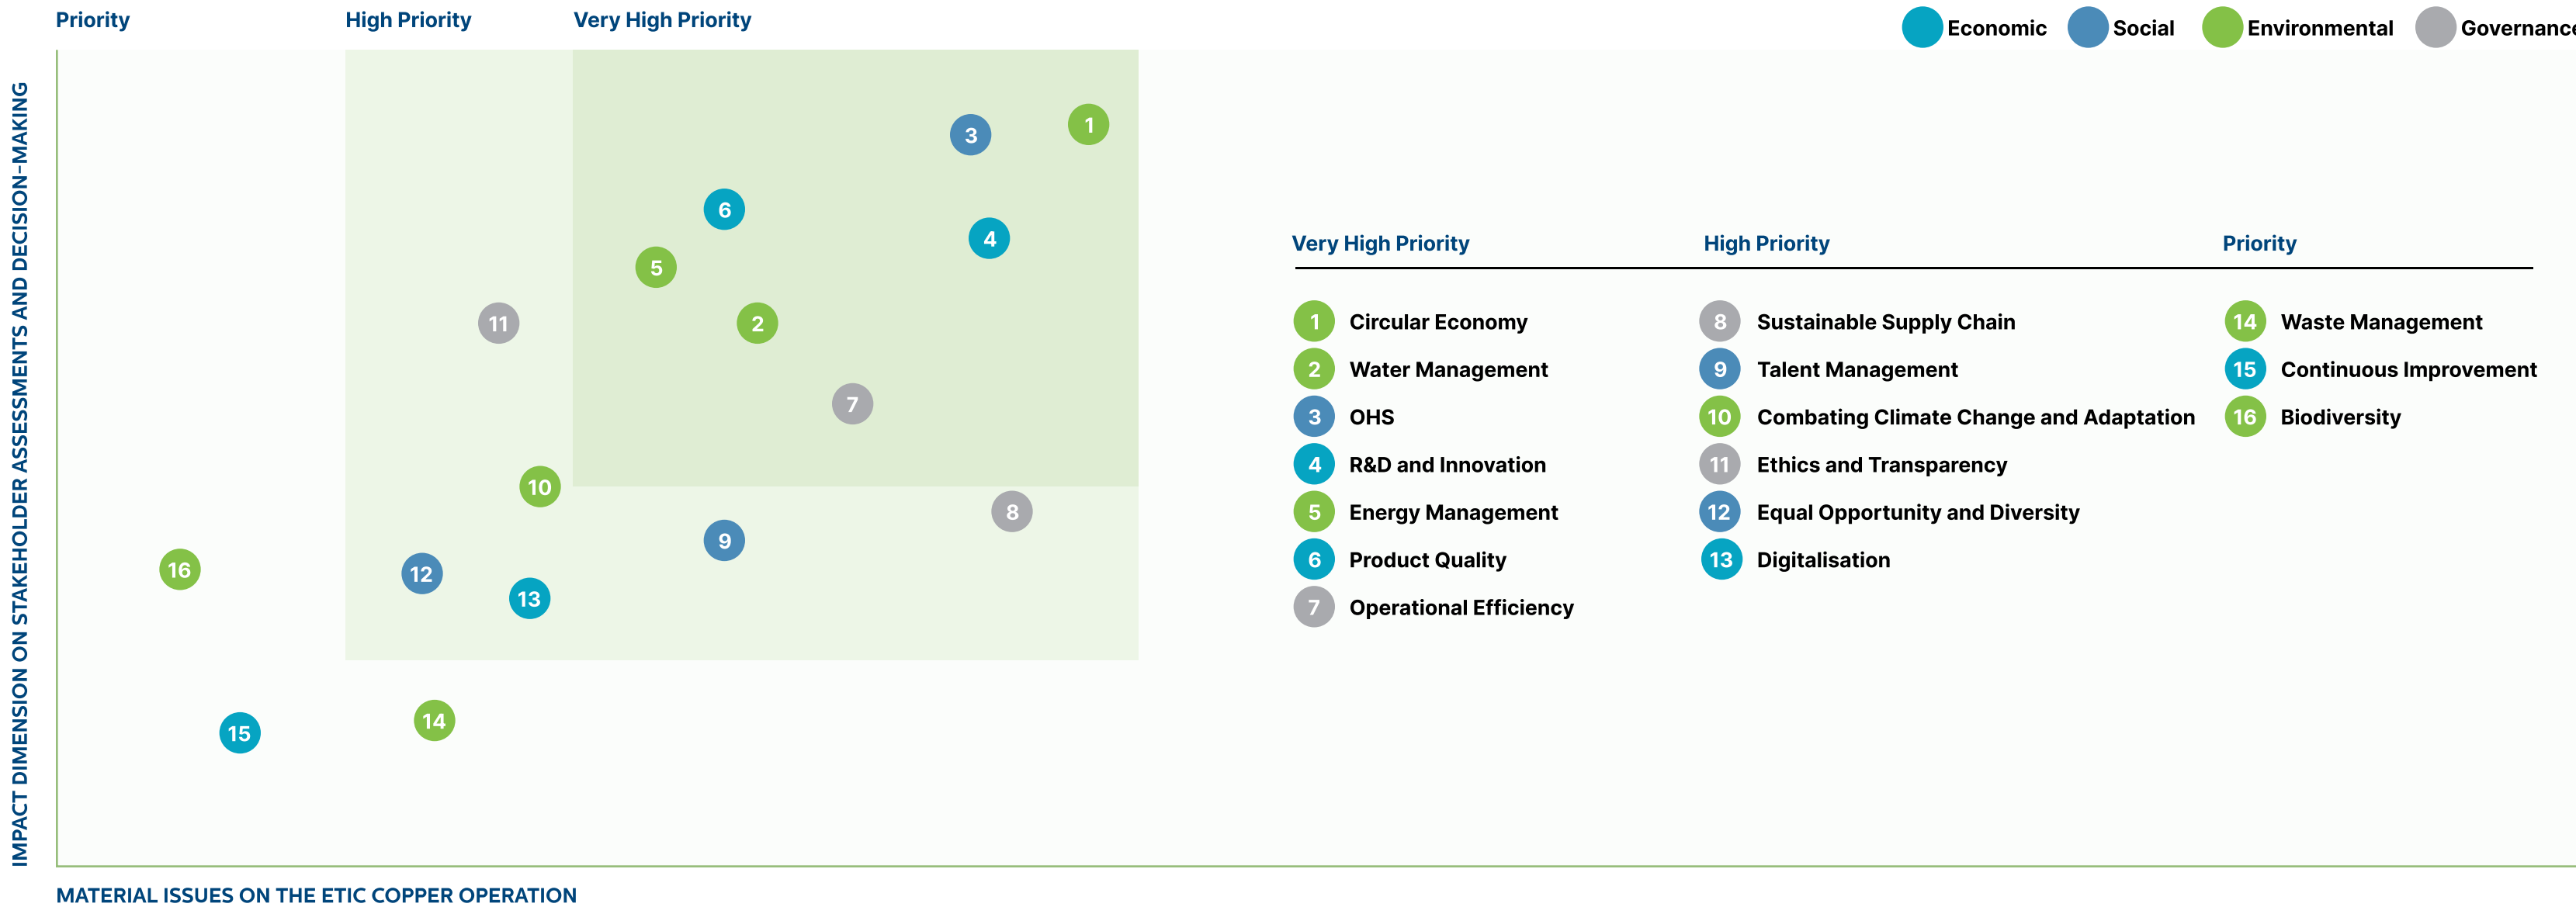 Priority
High Priority
Very High Priority
Economic
Social
Environmental
Governance
IMPACT DIMENSION ON STAKEHOLDER ASSESSMENTS AND DECISION-MAKING
1
3
6
4
5
11
2
7
10
8
9
16
12
13
14
15
MATERIAL ISSUES ON THE ETIC COPPER OPERATION
Very High Priority
1 Circular Economy
2 Water Management
3 OHS
4 R&D and Innovation
5 Energy Management
6 Product Quality
7 Operational Efficiency
High Priority
8 Sustainable Supply Chain
9 Talent Management
10 Combating Climate Change and Adaptation
11 Ethics and Transparency
12 Equal Opportunity and Diversity
13 Digitalisation
Priority
14 Waste Management
15 Continuous Improvement
16 Biodiversity